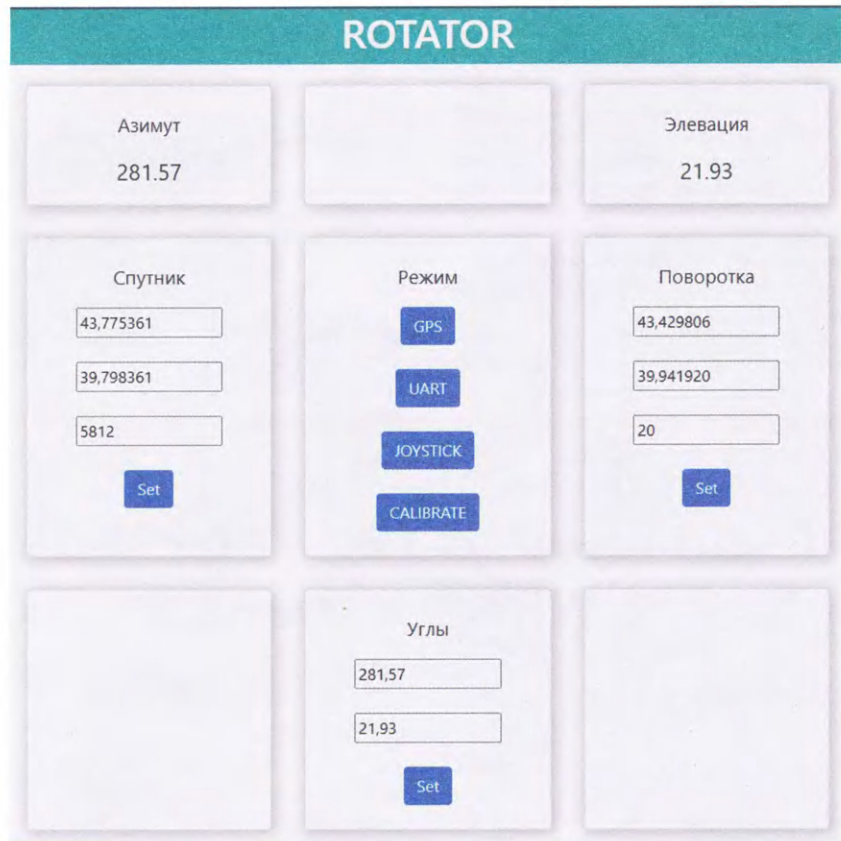 ROTATOR
Азимут
281.57
Элевация
21.93
Спутник
43,775361
39,798361
5812
Set
Режим
GPS
UART
JOYSTICK
CALIBRATE
Поворотка
43,429806
39,941920
20
Set
Углы
281,57
21,93
Set